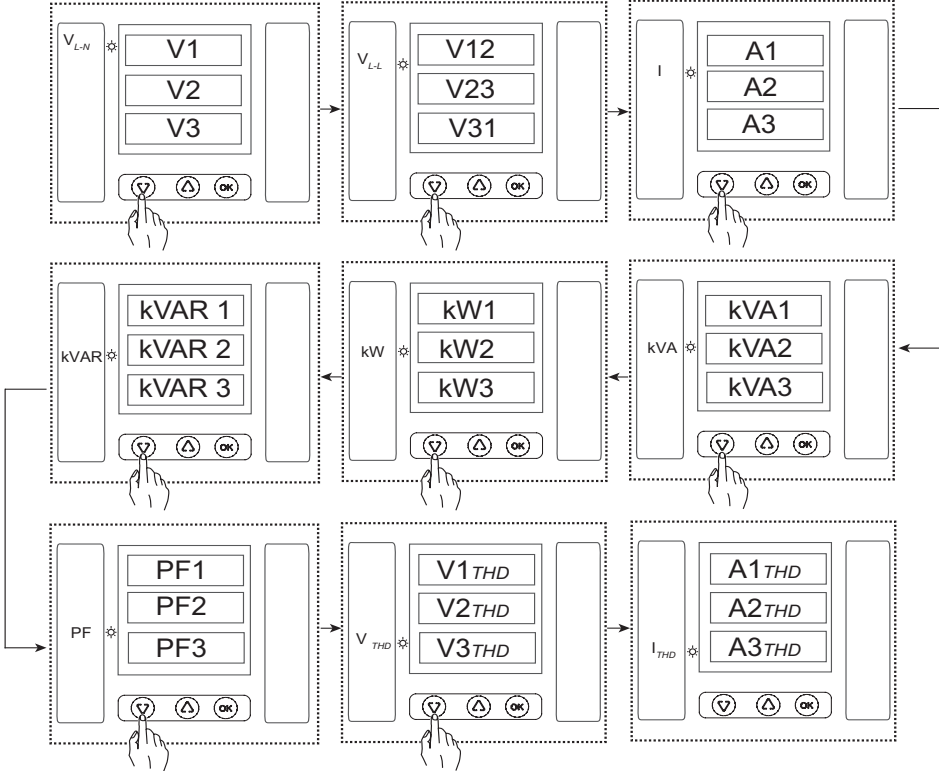 V L-N
V1
V2
V3
OK
V L-L
V12
V23
V31
OK
I
A1
A2
A3
OK
kVAR
kVAR 1
kVAR 2
kVAR 3
OK
kW
kW1
kW2
kW3
OK
kVA
kVA1
kVA2
kVA3
OK
PF
PF1
PF2
PF3
OK
V THD
V1THD
V2THD
V3THD
OK
I THD
A1THD
A2THD
A3THD
OK